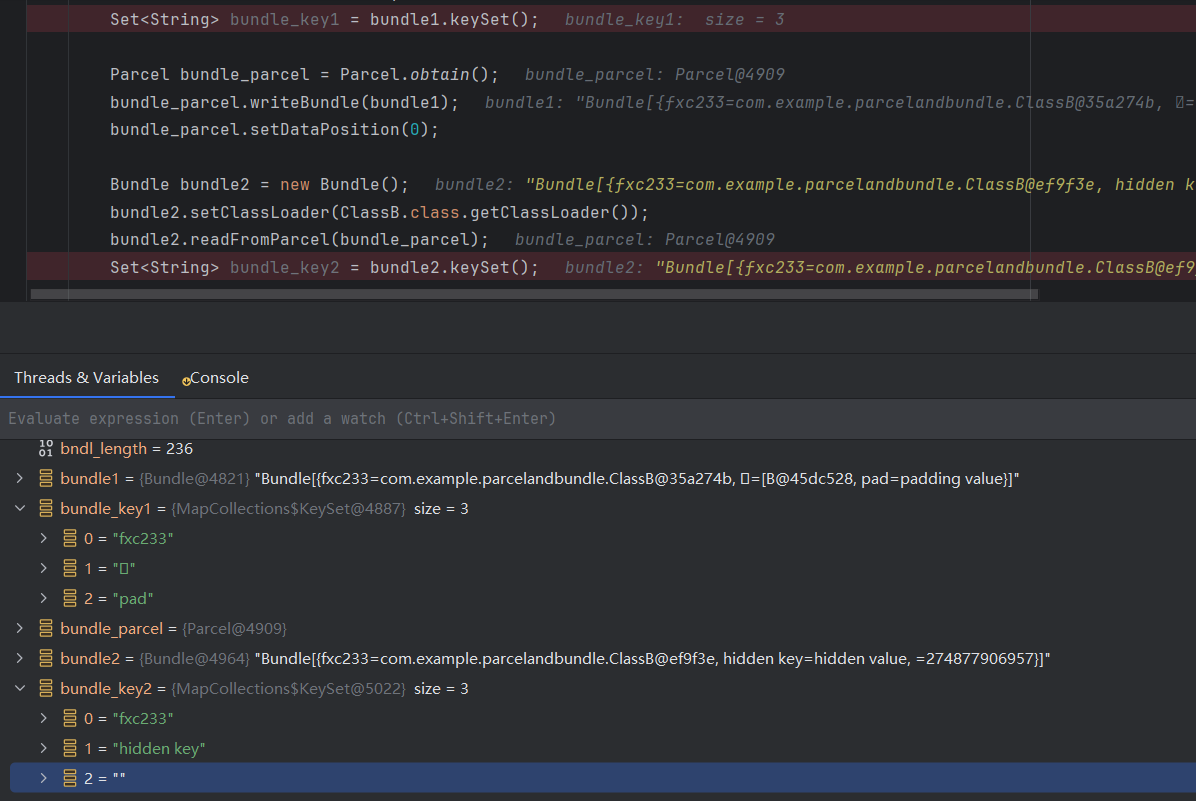 Set<String> bundle_key1 = bundle1.keySet();   bundle_key1:  size = 3
Parcel bundle_parcel = Parcel.obtain();   bundle_parcel: Parcel@4909
bundle_parcel.writeBundle(bundle1);   bundle1: "Bundle[{fxc233=com.example.parcelandbundle.ClassB@35a274b, =
bundle_parcel.setDataPosition(0);
Bundle bundle2 = new Bundle();   bundle2: "Bundle[{fxc233=com.example.parcelandbundle.ClassB@ef9f3e, hidden k
bundle2.setClassLoader(ClassB.class.getClassLoader());
bundle2.readFromParcel(bundle_parcel);   bundle_parcel: Parcel@4909
Set<String> bundle_key2 = bundle2.keySet();   bundle2: "Bundle[{fxc233=com.example.parcelandbundle.ClassB@ef9
Threads & Variables   Console
Evaluate expression (Enter) or add a watch (Ctrl+Shift+Enter)
10 01 bndl_length = 236
bundle1 = {Bundle@4821} "Bundle[{fxc233=com.example.parcelandbundle.ClassB@35a274b, =[B@45dc528, pad=padding value}]"
bundle_key1 = {MapCollections$KeySet@4887}  size = 3
0 = "fxc233"
1 = ""
2 = "pad"
bundle_parcel = {Parcel@4909}
bundle2 = {Bundle@4964} "Bundle[{fxc233=com.example.parcelandbundle.ClassB@ef9f3e, hidden key=hidden value, =274877906957}]"
bundle_key2 = {MapCollections$KeySet@5022}  size = 3
0 = "fxc233"
1 = "hidden key"
2 = ""